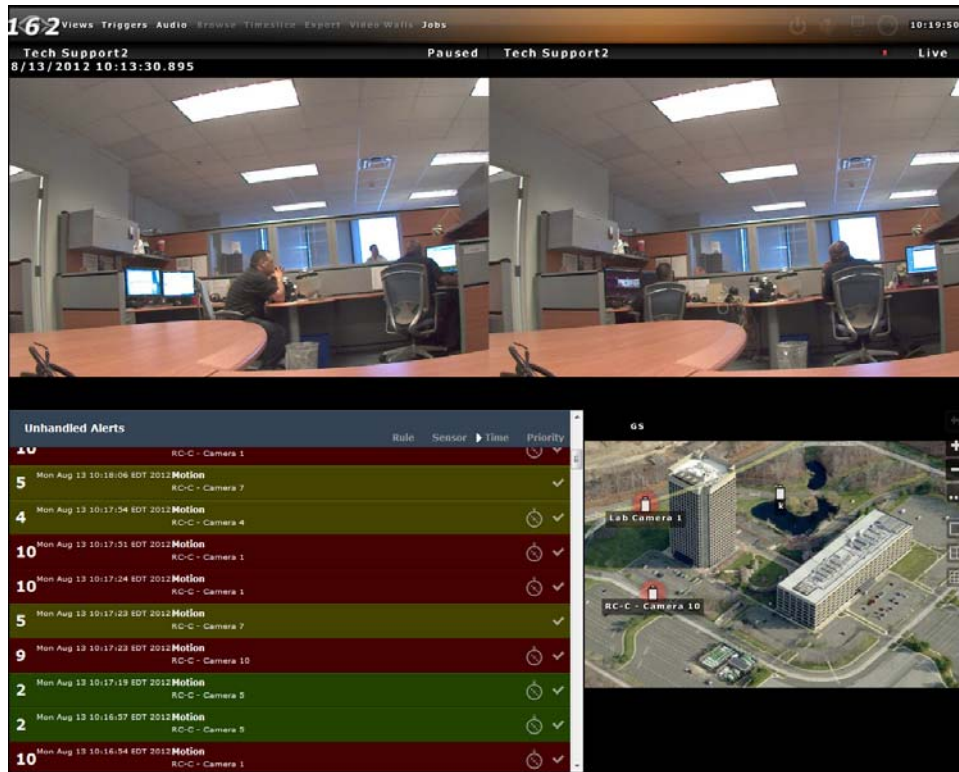 162 Views Triggers Audio Browse Timeslice Export Video Walls Jobs 10:19:50
Tech Support2 Paused Tech Support2 Live
8/13/2012 10:13:30.895
Unhandled Alerts
Rule Sensor Time Priority
10 RC-C - Camera 1
5 Mon Aug 13 10:18:06 EDT 2012 Motion
RC-C - Camera 7
4 Mon Aug 13 10:17:54 EDT 2012 Motion
RC-C - Camera 4
10 Mon Aug 13 10:17:31 EDT 2012 Motion
RC-C - Camera 1
10 Mon Aug 13 10:17:24 EDT 2012 Motion
RC-C - Camera 1
5 Mon Aug 13 10:17:23 EDT 2012 Motion
RC-C - Camera 7
9 Mon Aug 13 10:17:23 EDT 2012 Motion
RC-C - Camera 10
2 Mon Aug 13 10:17:19 EDT 2012 Motion
RC-C - Camera 5
2 Mon Aug 13 10:16:57 EDT 2012 Motion
RC-C - Camera 5
10 Mon Aug 13 10:16:54 EDT 2012 Motion
RC-C - Camera 1
GS
k
Lab Camera 1
RC-C - Camera 10